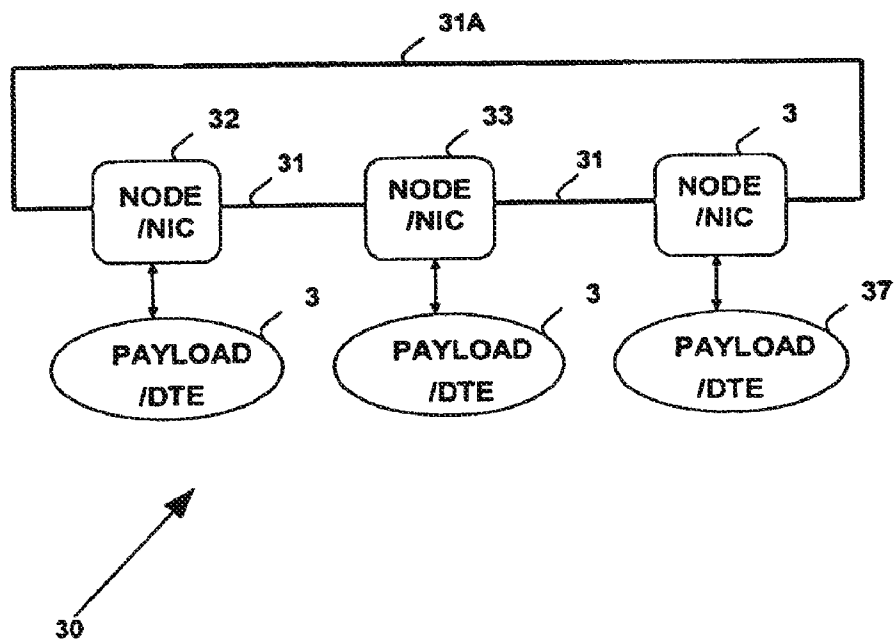 31A
32
33
3
31
31
NODE
/NIC
NODE
/NIC
NODE
/NIC
3
3
37
PAYLOAD
/DTE
PAYLOAD
/DTE
PAYLOAD
/DTE
30